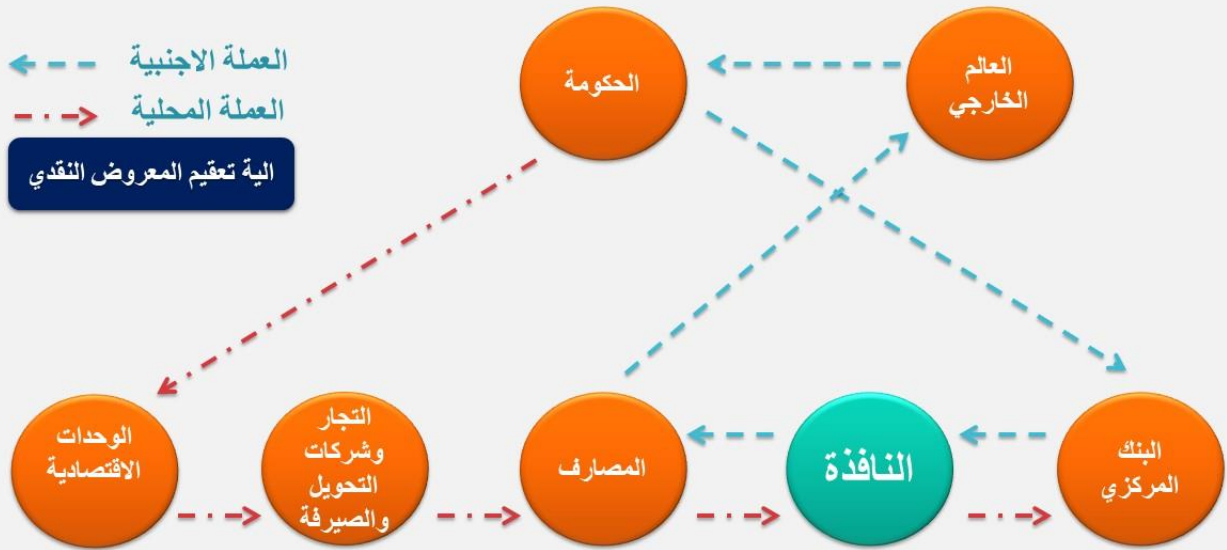 العملة الاجنبية
العملة المحلية
الية تعقيم المعروض النقدي
العالم
الخارجي
الحكومة
البنك
المركزي
النافذة
المصارف
التجار
وشركات
التحويل
والصيرفة
الوحدات
الاقتصادية